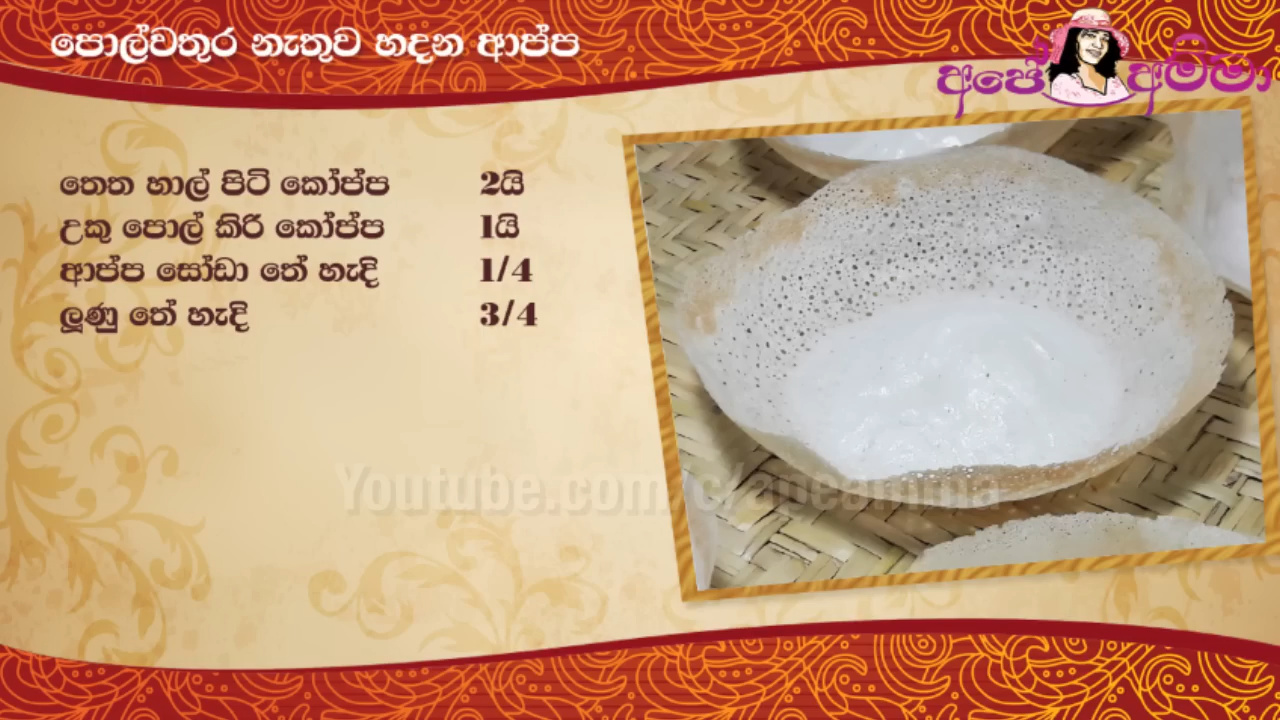 පොල්වතුර නැතුව හදන ආප්ප
අපේ අම්මා
තෙත හාල් පිටි කෝප්ප 2යි
උකු පොල් කිරි කෝප්ප 1යි
ආප්ප සෝඩා තේ හැදි 1/4
ලූණු තේ හැදි 3/4
Youtube.com/c/apeamma